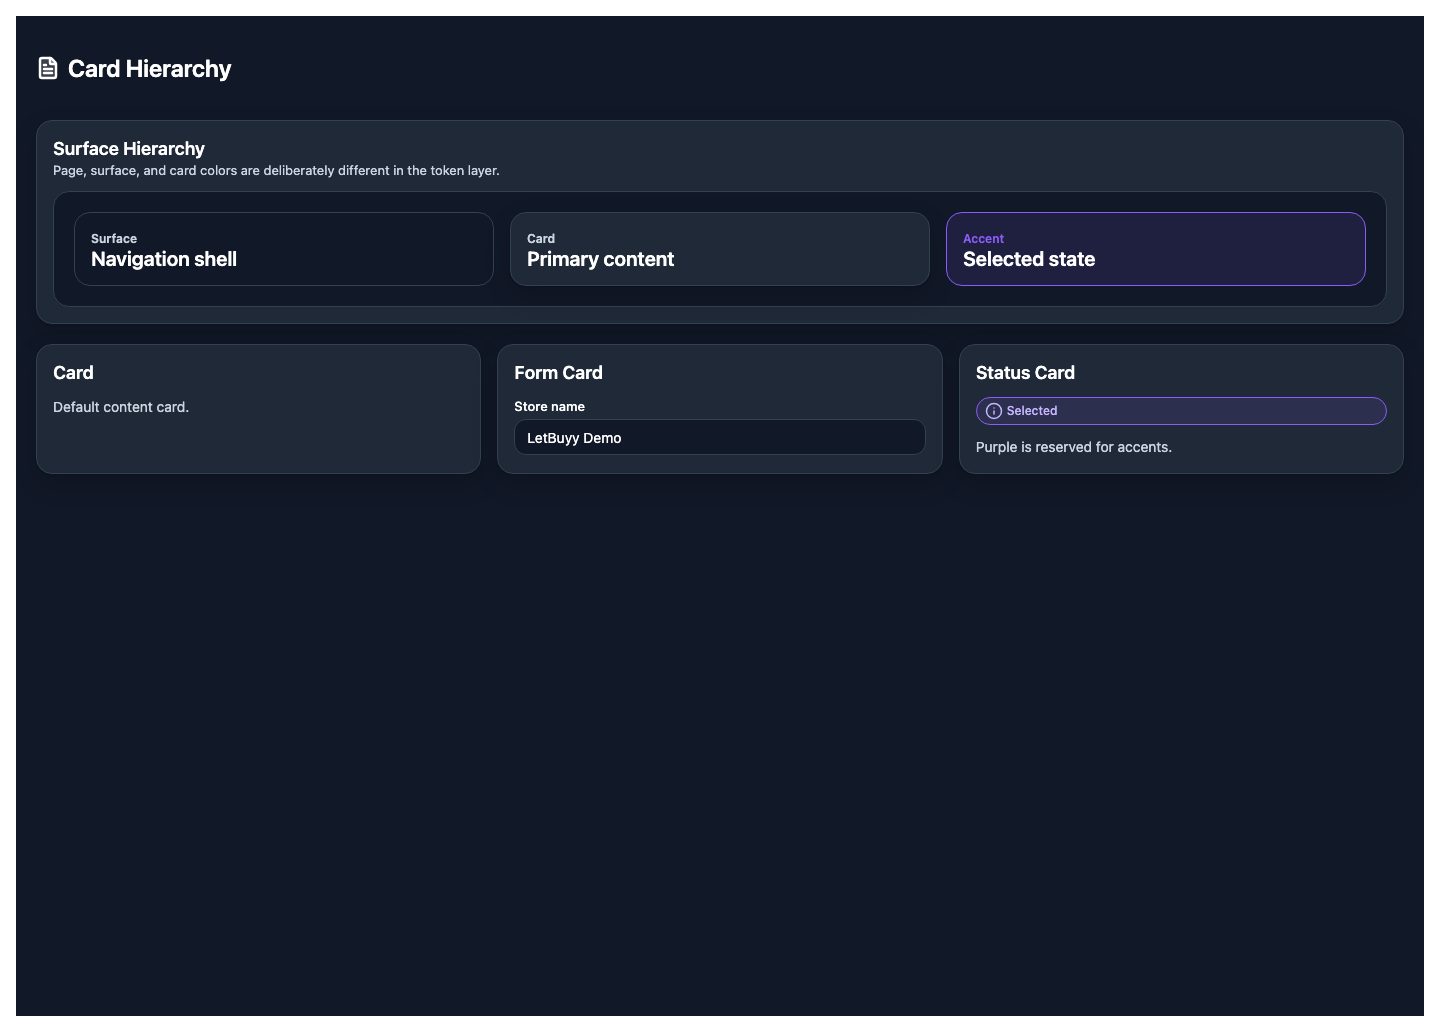 Card Hierarchy
Surface Hierarchy
Page, surface, and card colors are deliberately different in the token layer.
Surface
Navigation shell
Card
Primary content
Accent
Selected state
Card
Default content card.
Form Card
Store name
LetBuyy Demo
Status Card
Selected
Purple is reserved for accents.